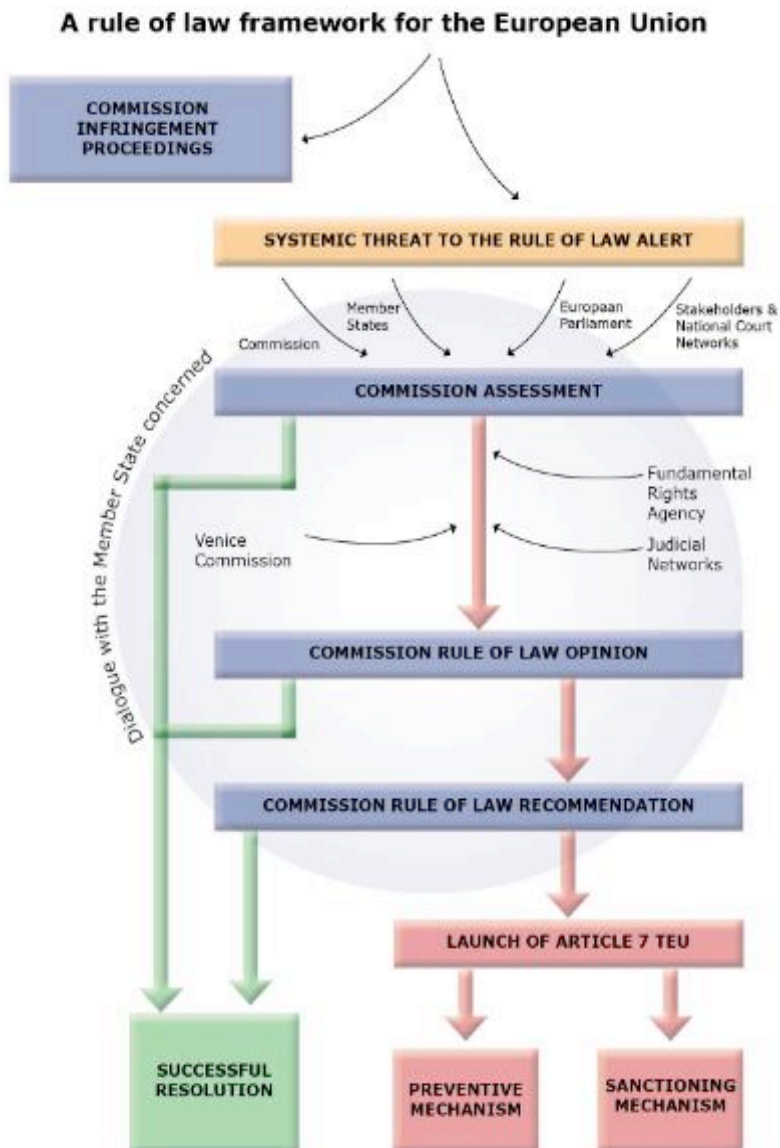 A rule of law framework for the European Union
COMMISSION
INFRINGEMENT
PROCEEDINGS
SYSTEMIC THREAT TO THE RULE OF LAW ALERT
Commission
Member
States
Europaan
Parliament
Stakeholders &
National Court
Networks
COMMISSION ASSESSMENT
Dialogue with the Member State concerned
Fundamental
Rights
Agency
Venice
Commission
Judicial
Networks
COMMISSION RULE OF LAW OPINION
COMMISSION RULE OF LAW RECOMMENDATION
LAUNCH OF ARTICLE 7 TEU
SUCCESSFUL
RESOLUTION
PREVENTIVE
MECHANISM
SANCTIONING
MECHANISM